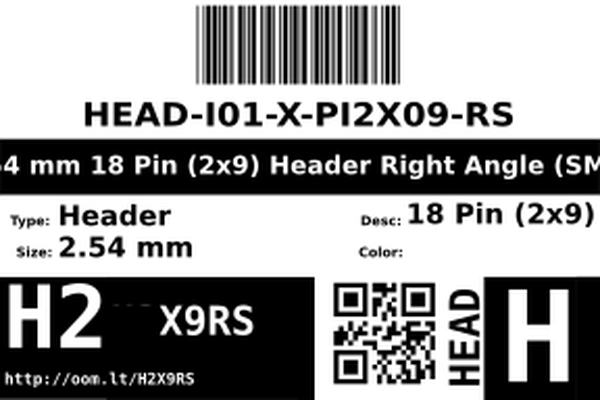 HEAD-I01-X-PI2X09-RS
54 mm 18 Pin (2x9) Header Right Angle (SM
Type: Header
Desc: 18 Pin (2x9)
Size: 2.54 mm
Color:
H2 X9RS
http://oom.lt/H2X9RS
HEAD
H